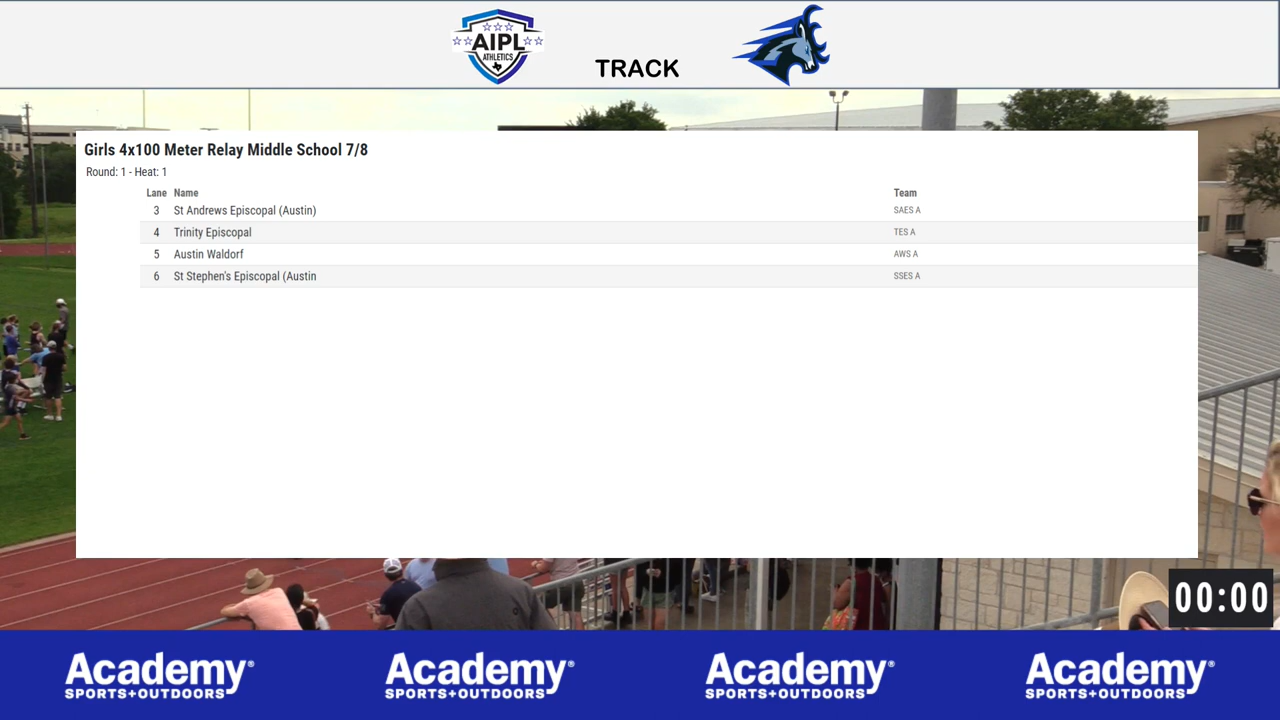 AIPL
ATHLETICS
TRACK
Girls 4x100 Meter Relay Middle School 7/8
Round: 1 - Heat: 1
Lane Name Team
3 St Andrews Episcopal (Austin) SAES A
4 Trinity Episcopal TES A
5 Austin Waldorf AWS A
6 St Stephen's Episcopal (Austin SSES A
00:00
Academy® Academy® Academy® Academy®
SPORTS+OUTDOORS SPORTS+OUTDOORS SPORTS+OUTDOORS SPORTS+OUTDOORS